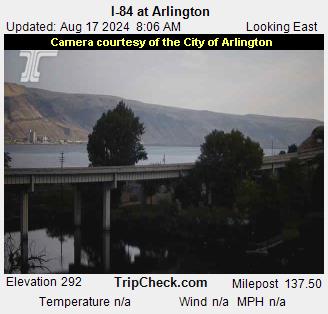 I-84 at Arlington
Updated: Aug 17 2024 8:06 AM Looking East
Camera courtesy of the City of Arlington
Elevation 292 TripCheck.com Milepost 137.50
Temperature n/a Wind n/a MPH n/a